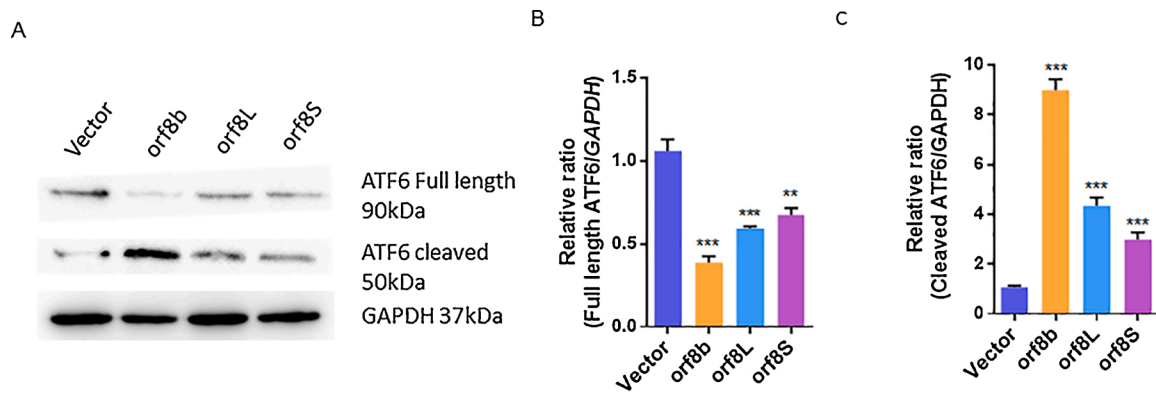 A
Vector
orf8b
orf8L
orf8S
ATF6 Full length
90kDa
ATF6 cleaved
50kDa
GAPDH 37kDa
B
Relative ratio
(Full length ATF6/GAPDH)
1.5
1.0
0.5
0.0
***
***
**
Vector
orf8b
orf8L
orf8S
C
Relative ratio
(Cleaved ATF6/GAPDH)
10
8
6
4
2
0
***
***
***
Vector
orf8b
orf8L
orf8S